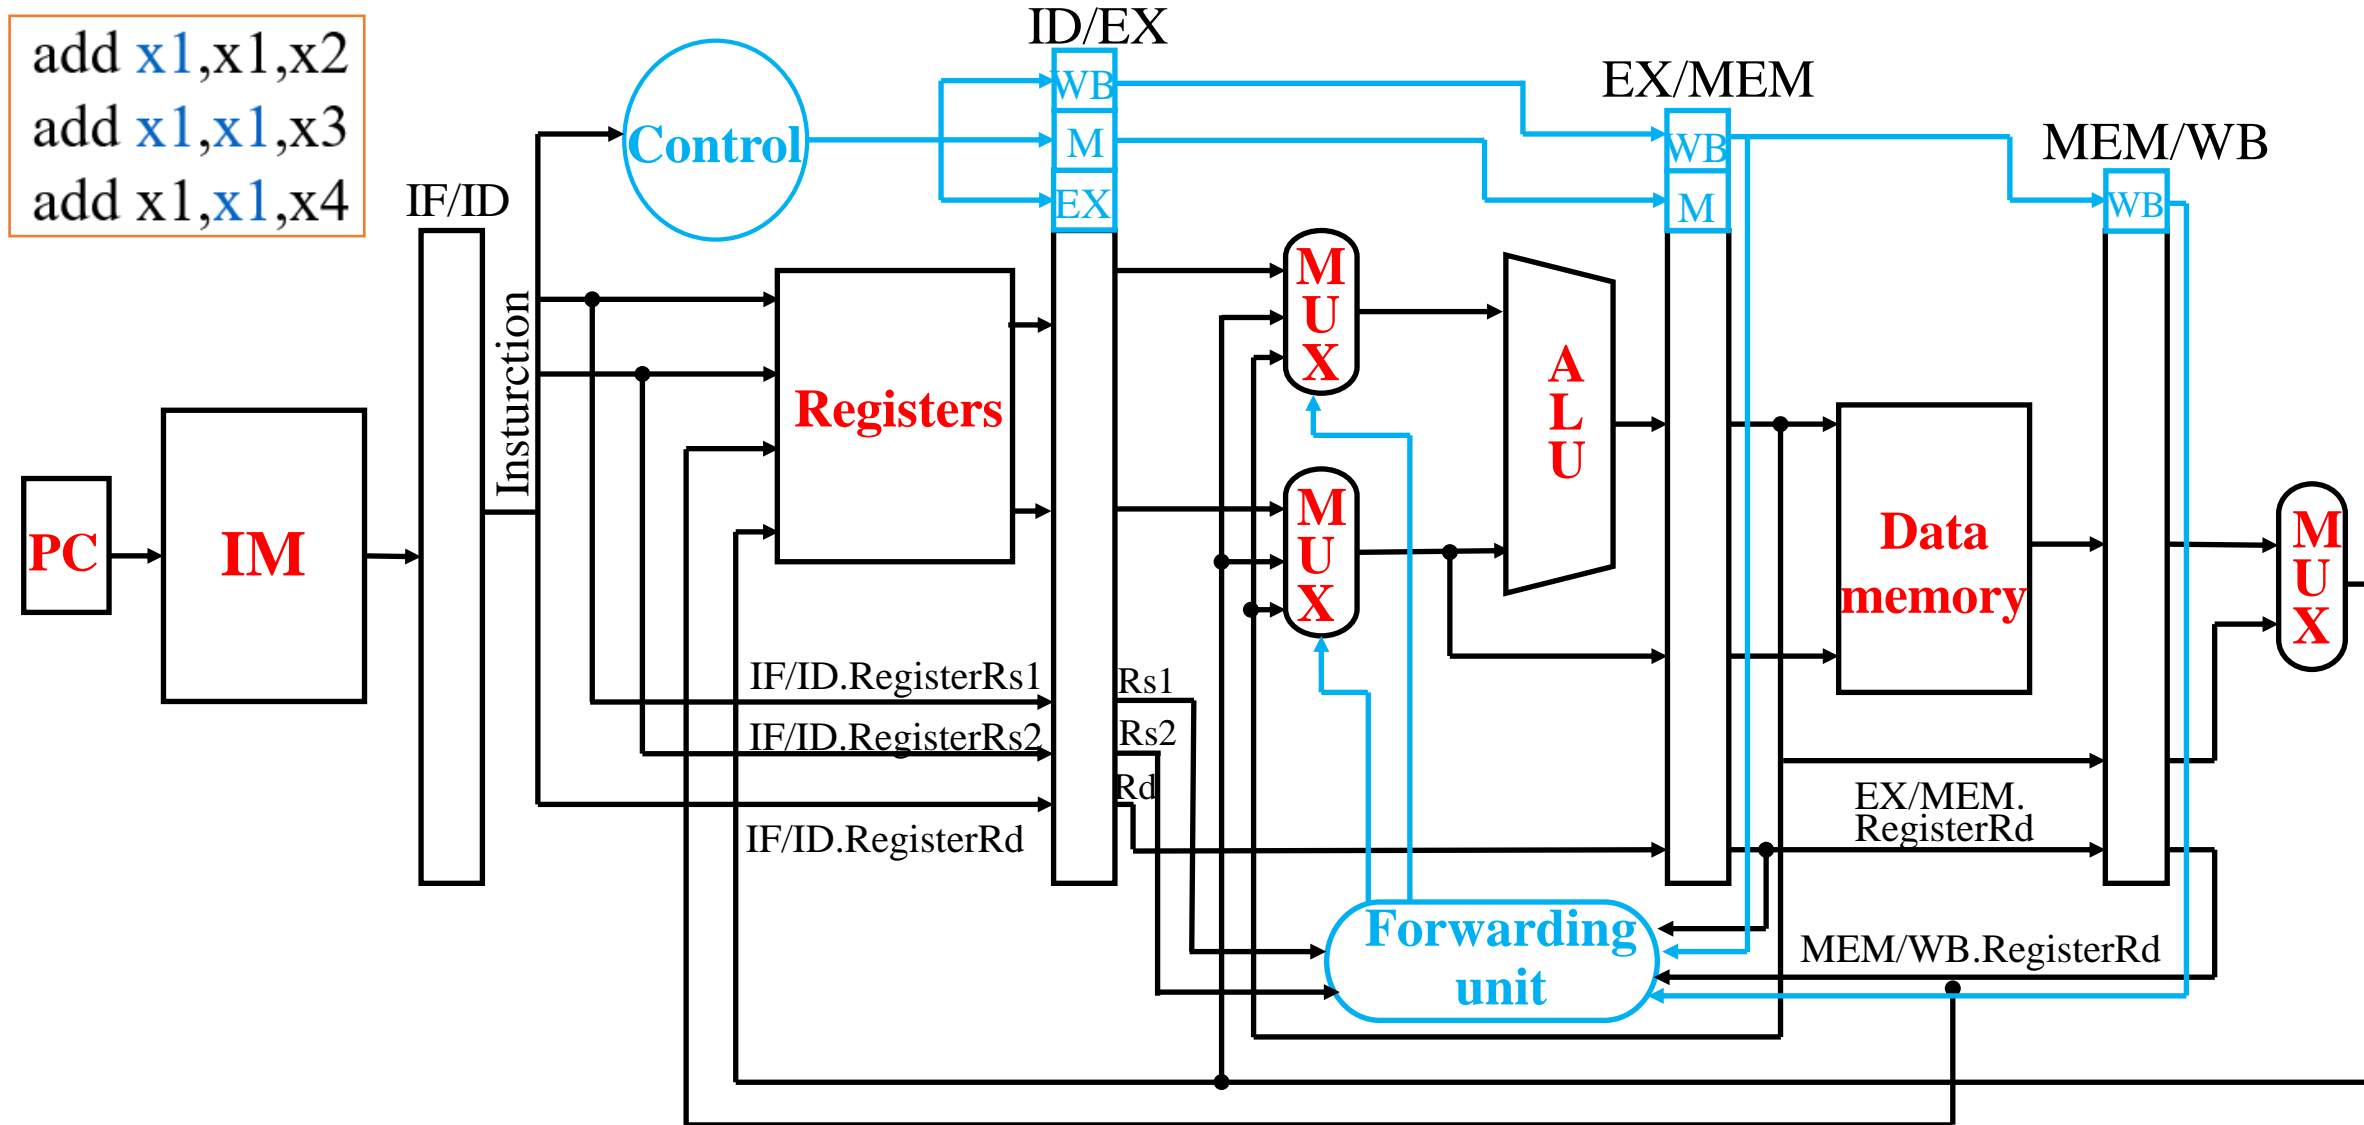 add x1,x1,x2
add x1,x1,x3
add x1,x1,x4
ID/EX
WB
M
EX
EX/MEM
WB
M
MEM/WB
WB
IF/ID
Control
Insturction
Registers
PC
IM
M
U
X
M
U
X
A
L
U
Data
memory
M
U
X
IF/ID.RegisterRs1
IF/ID.RegisterRs2
IF/ID.RegisterRd
Rs1
Rs2
Rd
EX/MEM.
RegisterRd
Forwarding
unit
MEM/WB.RegisterRd